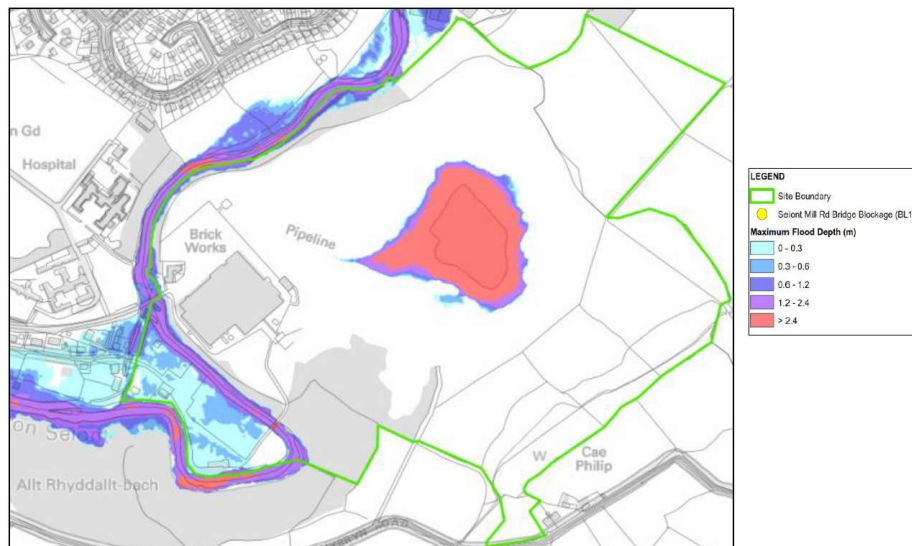 n Gd
Hospital
Brick
Works
Pipeline
on Seiont
Allt Rhyddallt-bach
W
Cae
Philip
ROAD
LEGEND
Site Boundary
Seiont Mill Rd Bridge Blockage (BL1
Maximum Flood Depth (m)
0 - 0.3
0.3 - 0.6
0.6 - 1.2
1.2 - 2.4
> 2.4